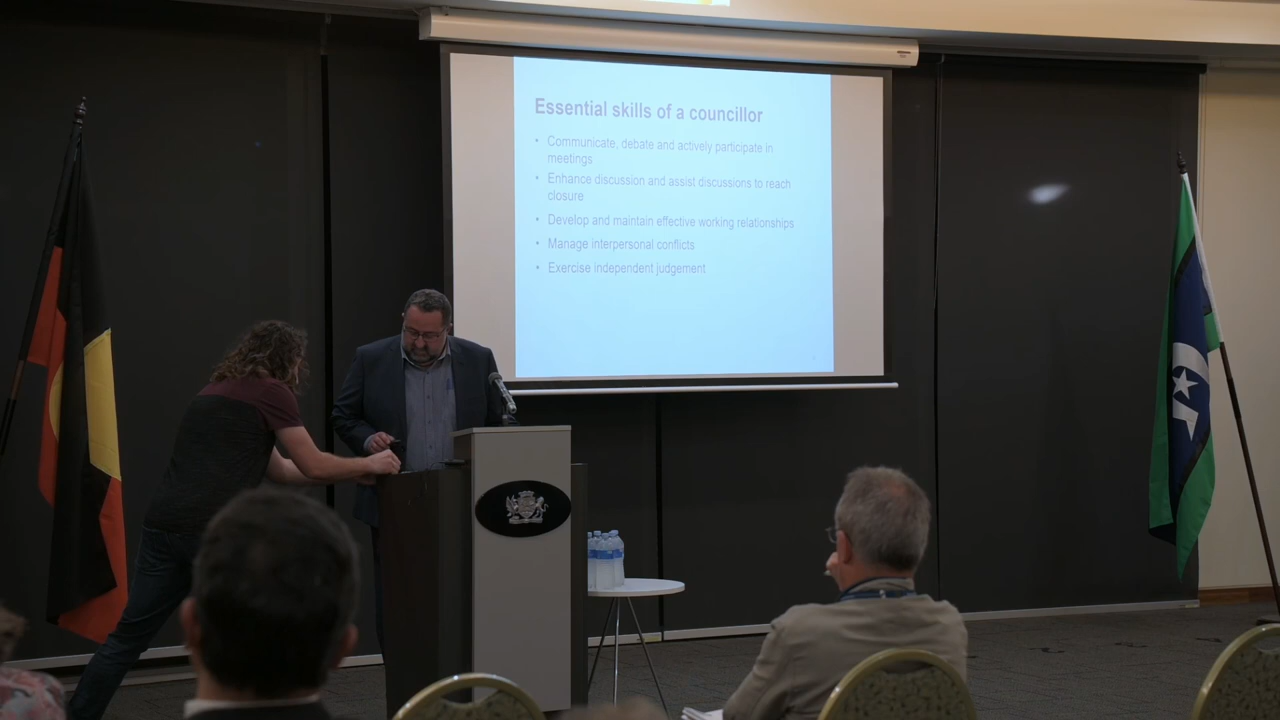 Essential skills of a councillor
• Communicate, debate and actively participate in
meetings
• Enhance discussion and assist discussions to reach
closure
• Develop and maintain effective working relationships
• Manage interpersonal conflicts
• Exercise independent judgement